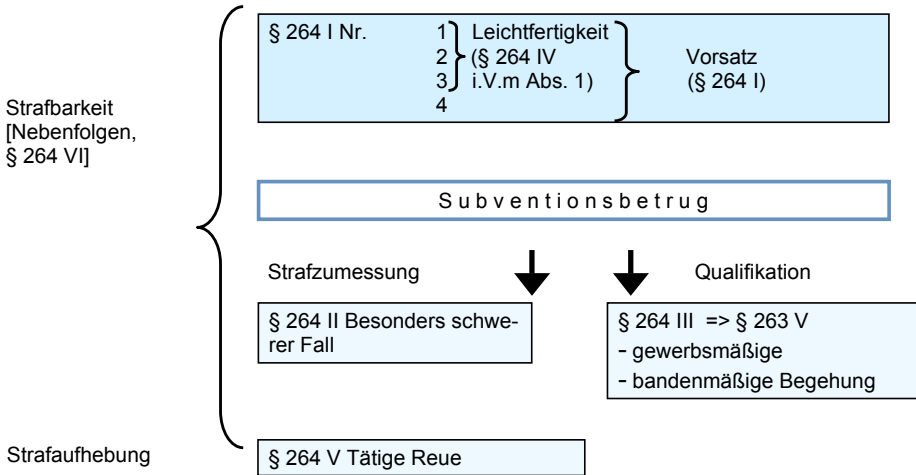 § 264 I Nr. 1 Leichtfertigkeit
2 (§ 264 IV Vorsatz
3 i.V.m Abs. 1) (§ 264 I)
4
Strafbarkeit
[Nebenfolgen,
§ 264 VI]
Subventionsbetrug
Strafzumessung Qualifikation
§ 264 II Besonders schwe-
rer Fall
§ 264 III => § 263 V
- gewerbsmäßige
- bandenmäßige Begehung
Strafaufhebung § 264 V Tätige Reue